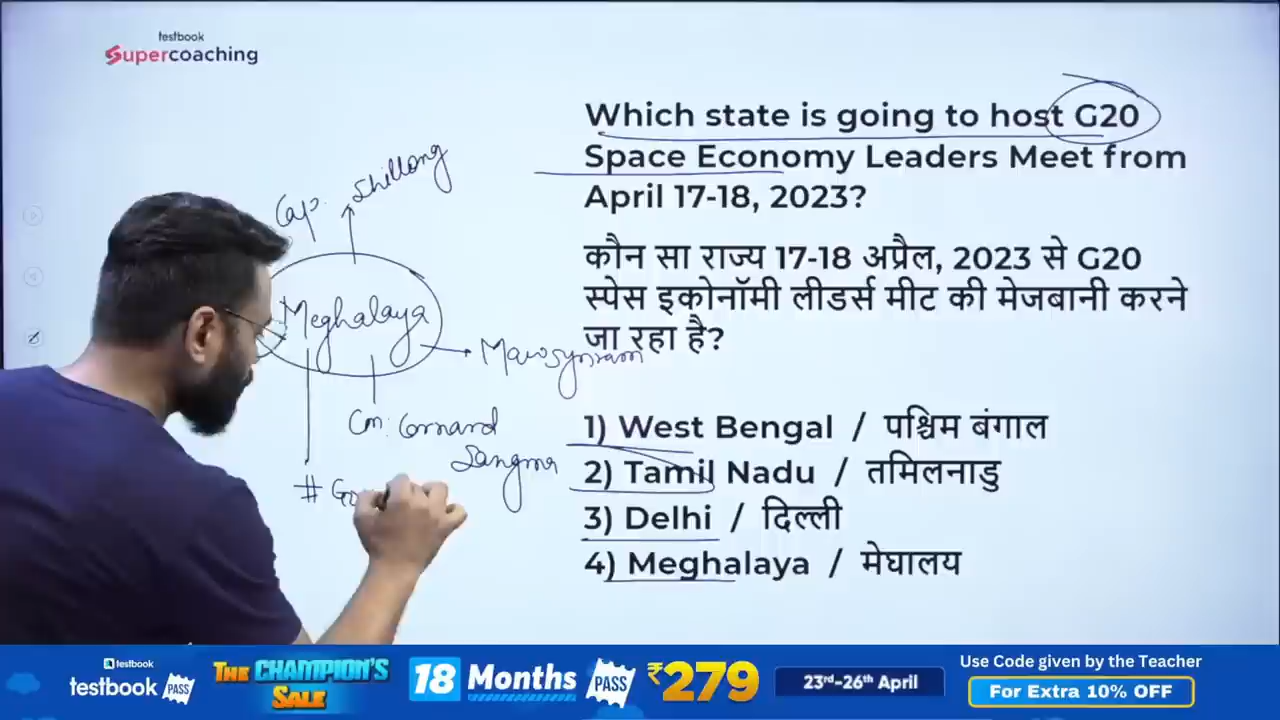 testbook
Supercoaching
Which state is going to host G20
Space Economy Leaders Meet from
April 17-18, 2023?
कौन सा राज्य 17-18 अप्रैल, 2023 से G20
स्पेस इकोनॉमी लीडर्स मीट की मेजबानी करने
जा रहा है?
1) West Bengal / पश्चिम बंगाल
2) Tamil Nadu / तमिलनाडु
3) Delhi / दिल्ली
4) Meghalaya / मेघालय
Cap. Shillong
Meghalaya
Mawsynram
Cm: Connard
Sangma
#
testbook
testbook PASS
THE CHAMPION'S
SALE
18 Months PASS ₹279
23rd-26th April
Use Code given by the Teacher
For Extra 10% OFF